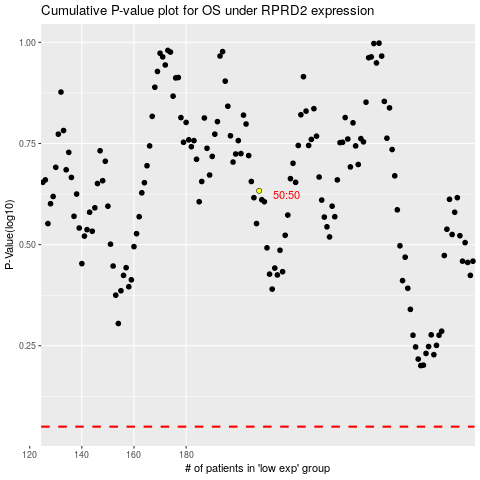 Cumulative P-value plot for OS under RPRD2 expression
P-Value(log10)
1.00
0.75
0.50
0.25
50:50
120 140 160 180
# of patients in 'low exp' group